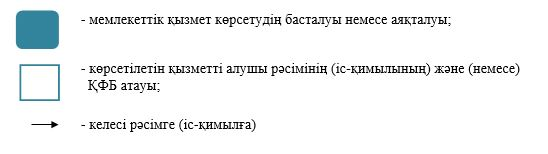 - мемлекеттік қызмет көрсетудің басталуы немесе аяқталуы;
- көрсетілетін қызметті алушы рәсімінің (іс-қимылының) және (немесе)
ҚФБ атауы;
- келесі рәсімге (іс-қимылға)